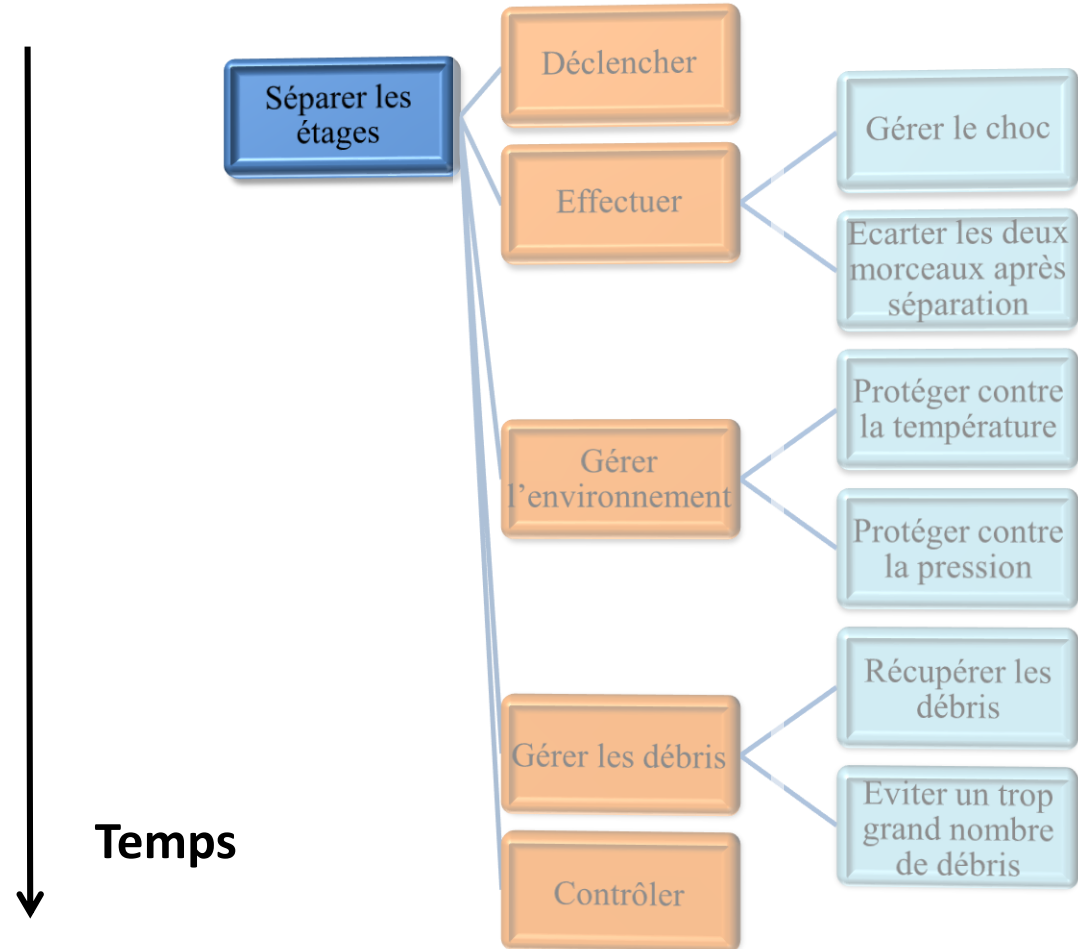 Séparer les
étages
Déclencher
Effectuer
Gérer le choc
Ecarter les deux
morceaux après
séparation
Gérer
l’environnement
Protéger contre
la température
Protéger contre
la pression
Gérer les débris
Récupérer les
débris
Eviter un trop
grand nombre
de débris
Contrôler
Temps